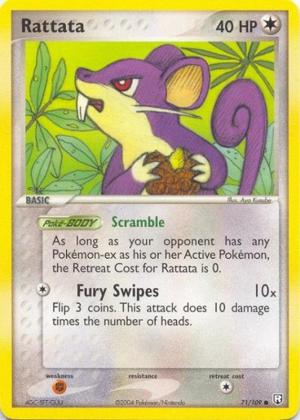 Rattata 40 HP
BASIC Illus. Aya Kusube
Poké-BODY Scramble
As long as your opponent has any
Pokémon-ex as his or her Active Pokémon,
the Retreat Cost for Rattata is 0.
Fury Swipes 10x
Flip 3 coins. This attack does 10 damage
times the number of heads.
weakness resistance retreat cost
©2004 Pokémon/Nintendo 71/109 ●
R